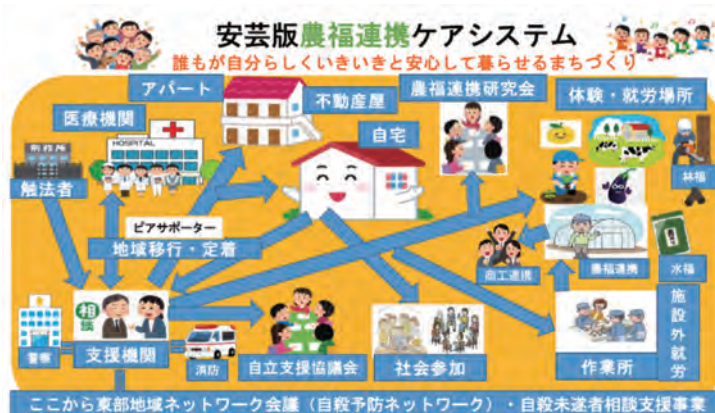 安芸版農福連携ケアシステム
誰もが自分らしくいきいきと安心して暮らせるまちづくり
アパート
不動産屋
農福連携研究会
体験・就労場所
医療機関
自宅
刑務所
HOSPITAL
触法者
林福
ピアサポーター
地域移行・定着
商工連携
農福連携
水福
相談
警察
支援機関
消防
自立支援協議会
社会参加
作業所
施設外就労
ここから東部地域ネットワーク会議（自殺予防ネットワーク）・自殺未遂者相談支援事業